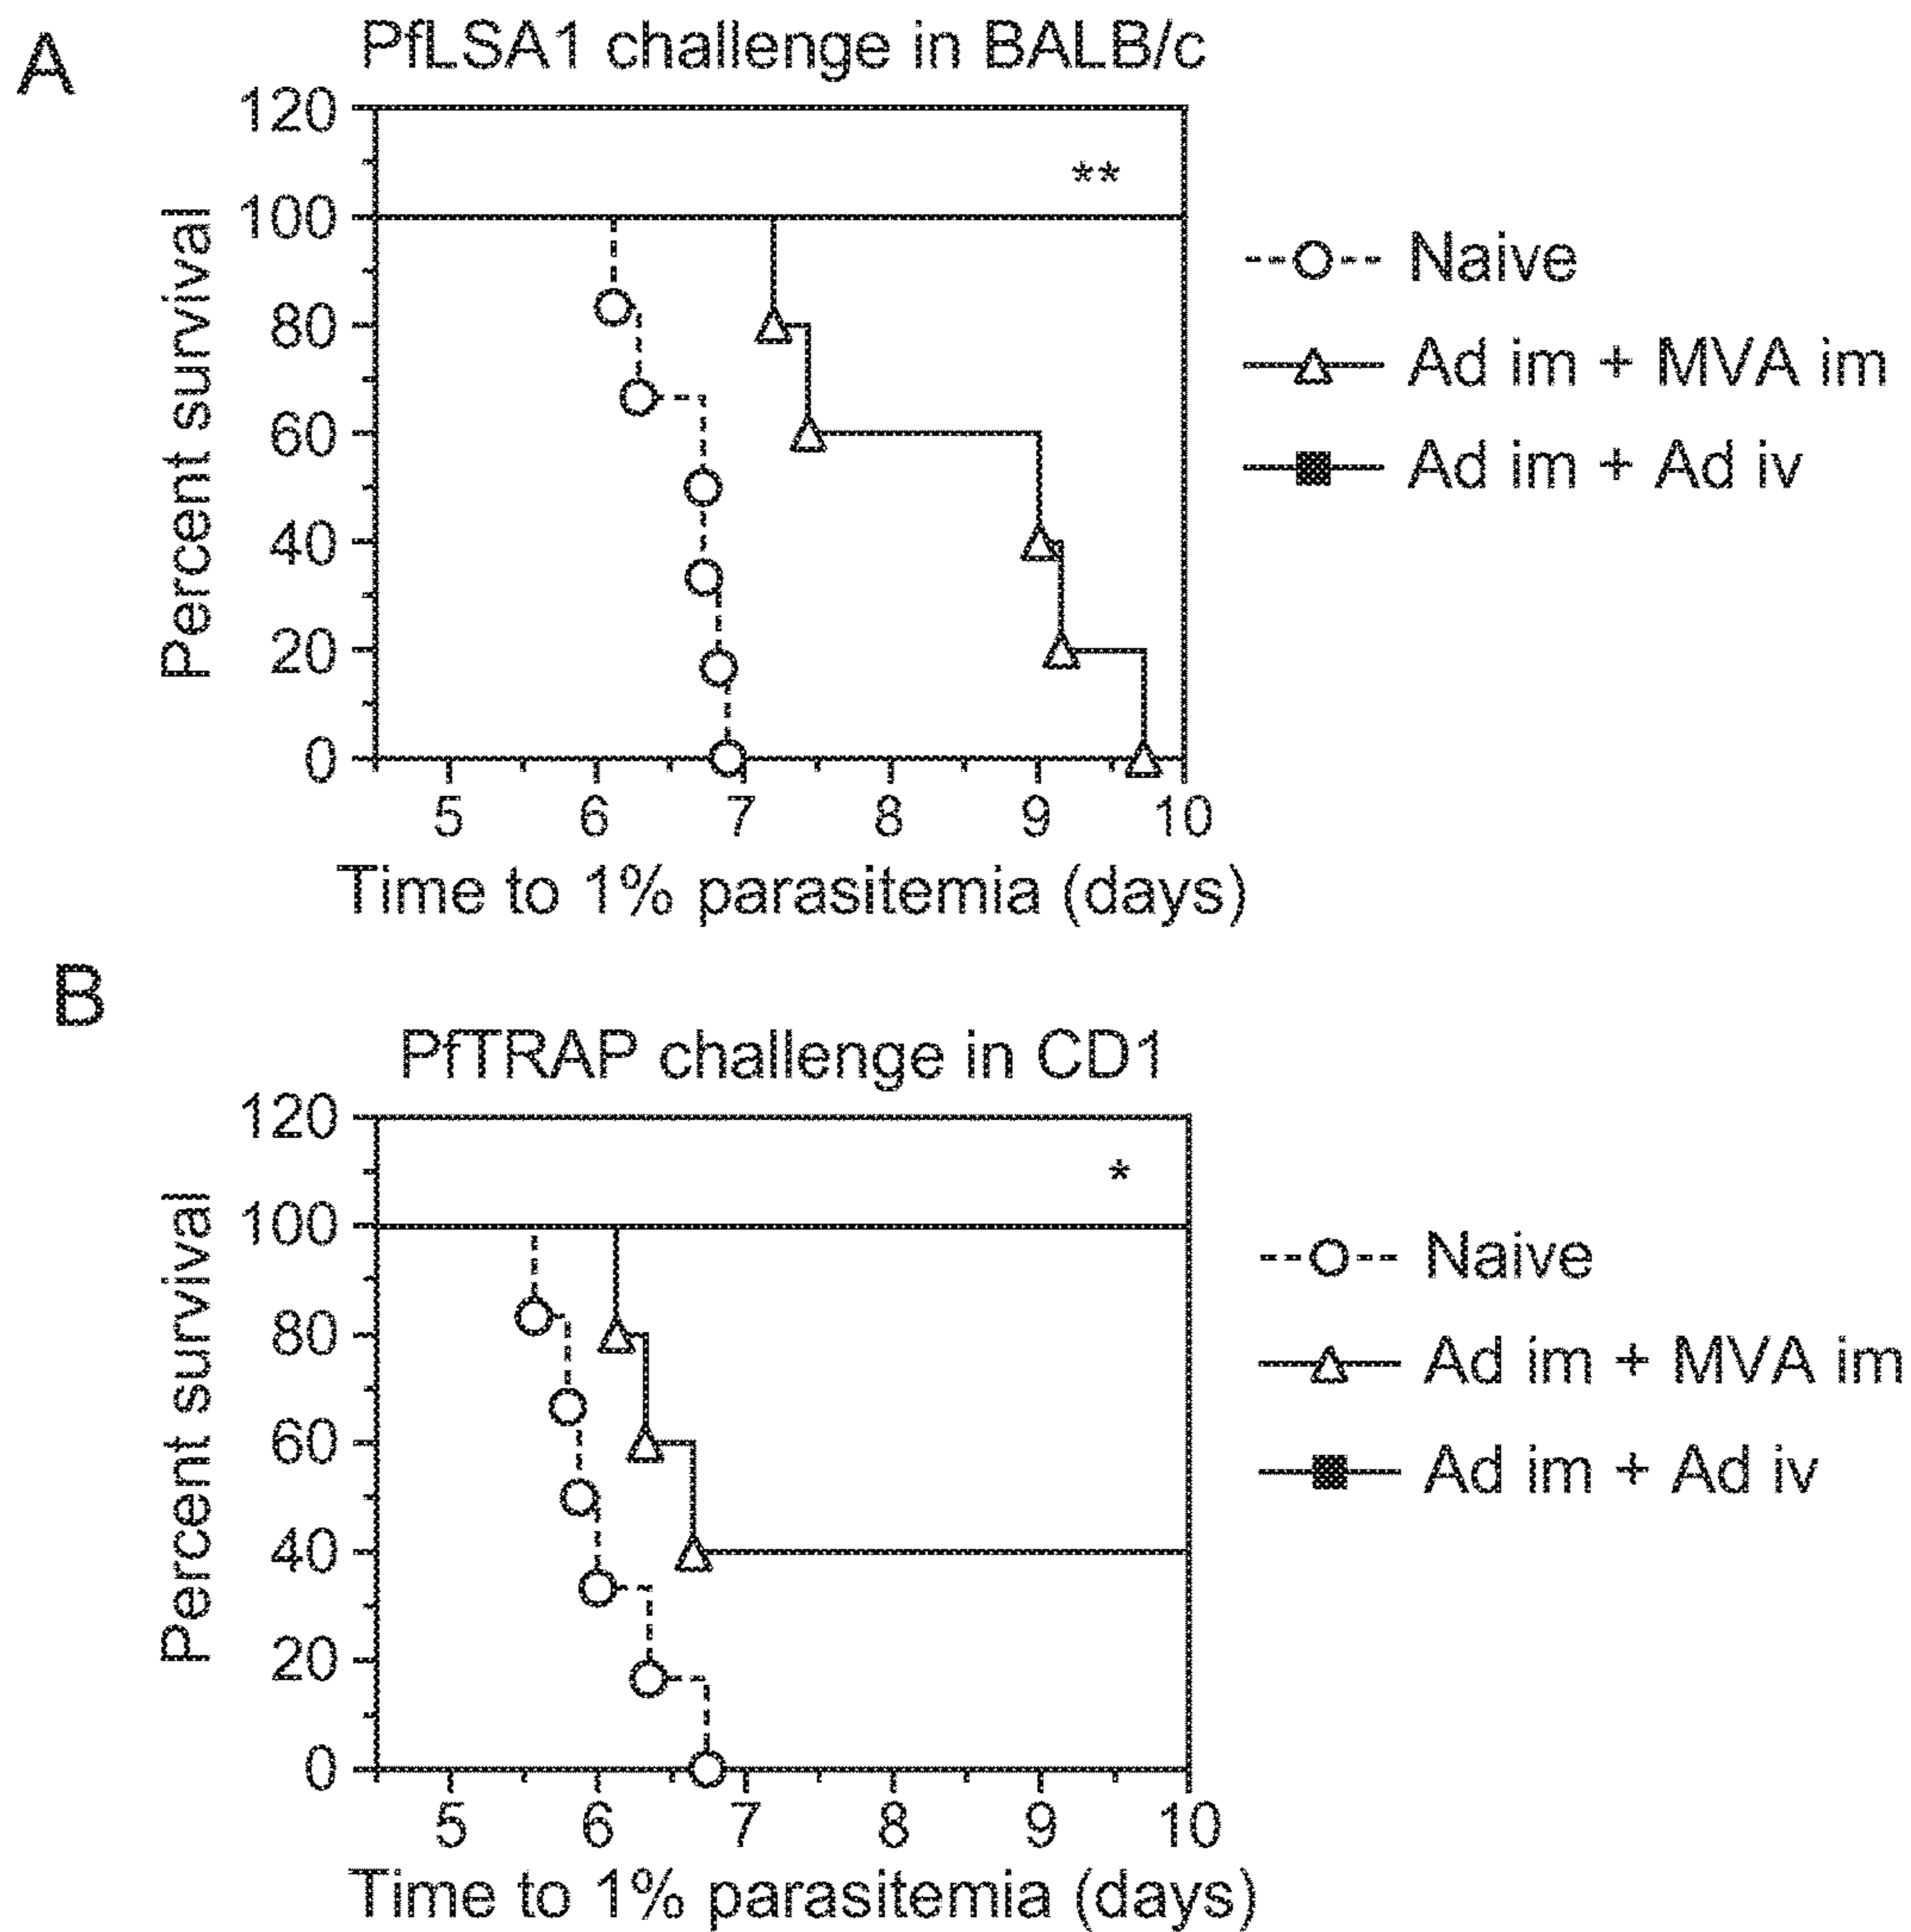 A
PfLSA1 challenge in BALB/c
120
100
80
60
40
20
0
Percent survival
**
5 6 7 8 9 10
Time to 1% parasitemia (days)
Naive
Ad im + MVA im
Ad im + Ad iv
B
PfTRAP challenge in CD1
120
100
80
60
40
20
0
Percent survival
*
5 6 7 8 9 10
Time to 1% parasitemia (days)
Naive
Ad im + MVA im
Ad im + Ad iv